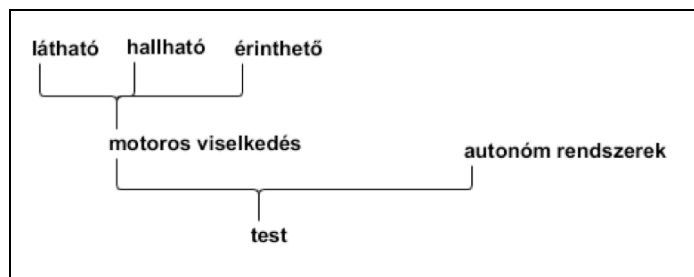 látható hallható érinthető
motoros viselkedés
autonóm rendszerek
test